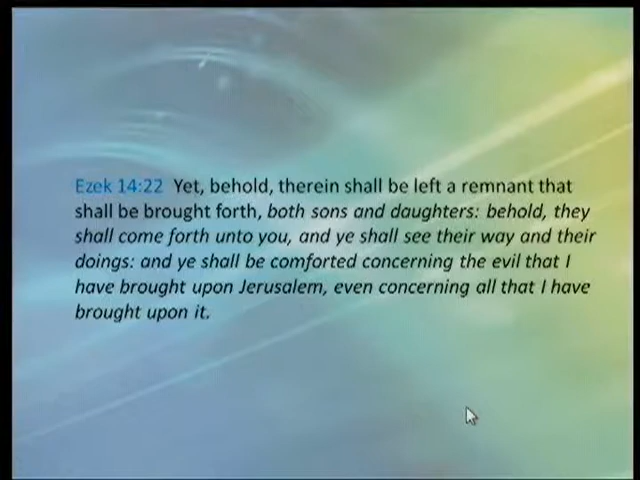 Ezek 14:22 Yet, behold, therein shall be left a remnant that
shall be brought forth, both sons and daughters: behold, they
shall come forth unto you, and ye shall see their way and their
doings: and ye shall be comforted concerning the evil that I
have brought upon Jerusalem, even concerning all that I have
brought upon it.